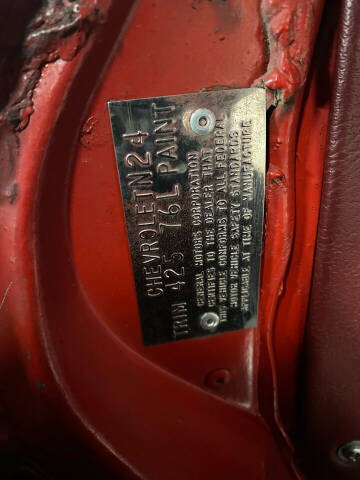 CHEVROLET N24
TRIM 425 76L PAINT
GENERAL MOTORS CORPORATION
CERTIFIES TO THE DEALER THAT
THIS VEHICLE CONFORMS TO ALL FEDERAL
MOTOR VEHICLE SAFETY STANDARDS
APPLICABLE AT TIME OF MANUFACTURE